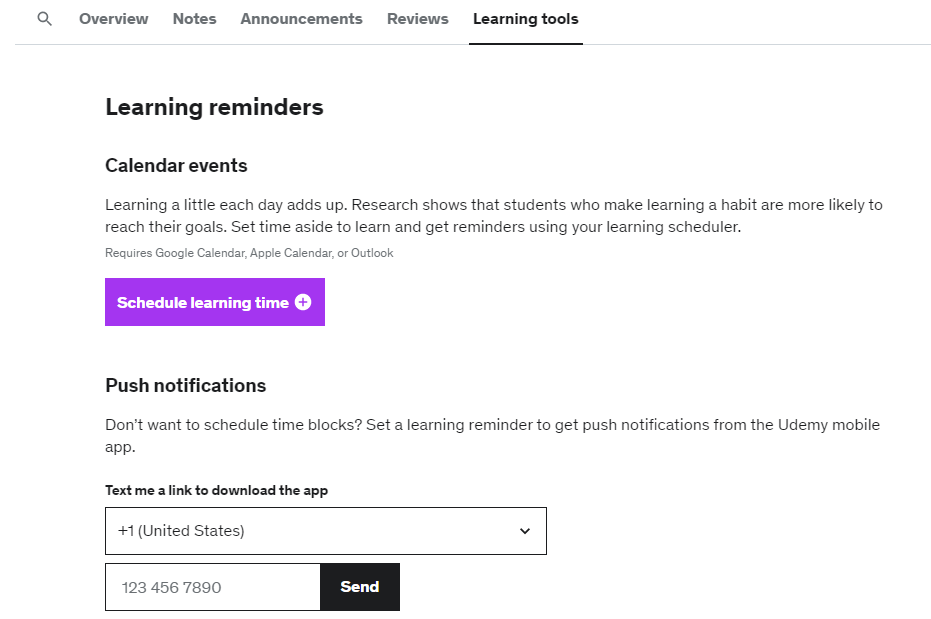 Overview Notes Announcements Reviews Learning tools
Learning reminders
Calendar events
Learning a little each day adds up. Research shows that students who make learning a habit are more likely to
reach their goals. Set time aside to learn and get reminders using your learning scheduler.
Requires Google Calendar, Apple Calendar, or Outlook
Schedule learning time
Push notifications
Don’t want to schedule time blocks? Set a learning reminder to get push notifications from the Udemy mobile
app.
Text me a link to download the app
+1 (United States)
123 456 7890 Send